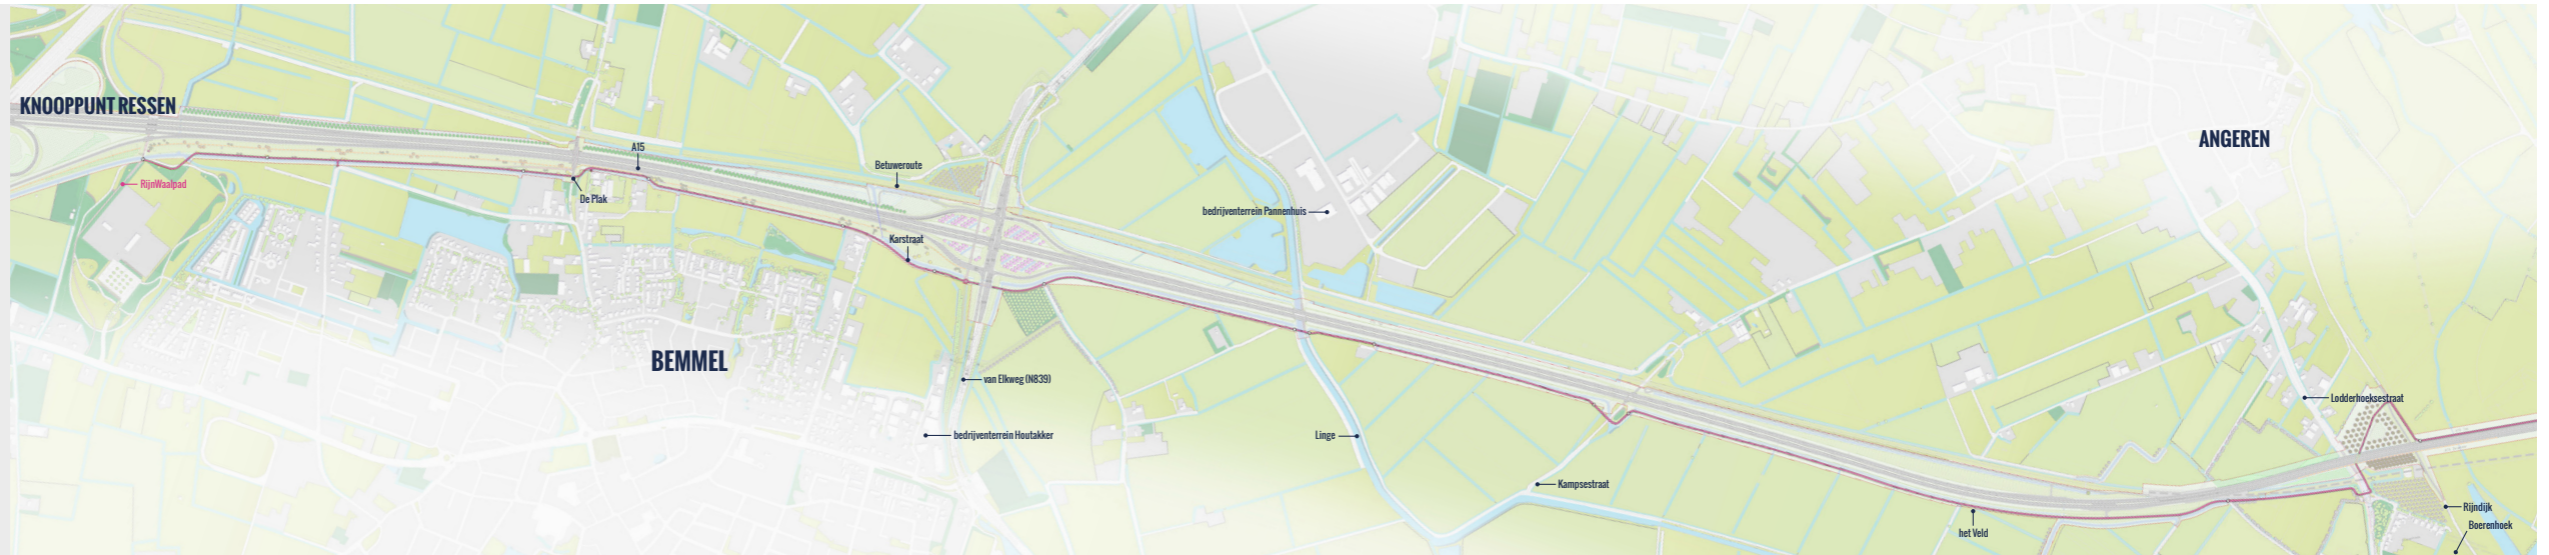 KNOOPPUNT RESSEN
ANGEREN
A15
Betuweroute
RijnWaalpad
De Plak
bedrijventerrein Pannenhuis
Karstraat
BEMMEL
van Elkweg (N839)
Lodderhoeksestraat
bedrijventerrein Houtakker
Linge
Kampsestraat
Rijndijk
Boerenhoek
het Veld